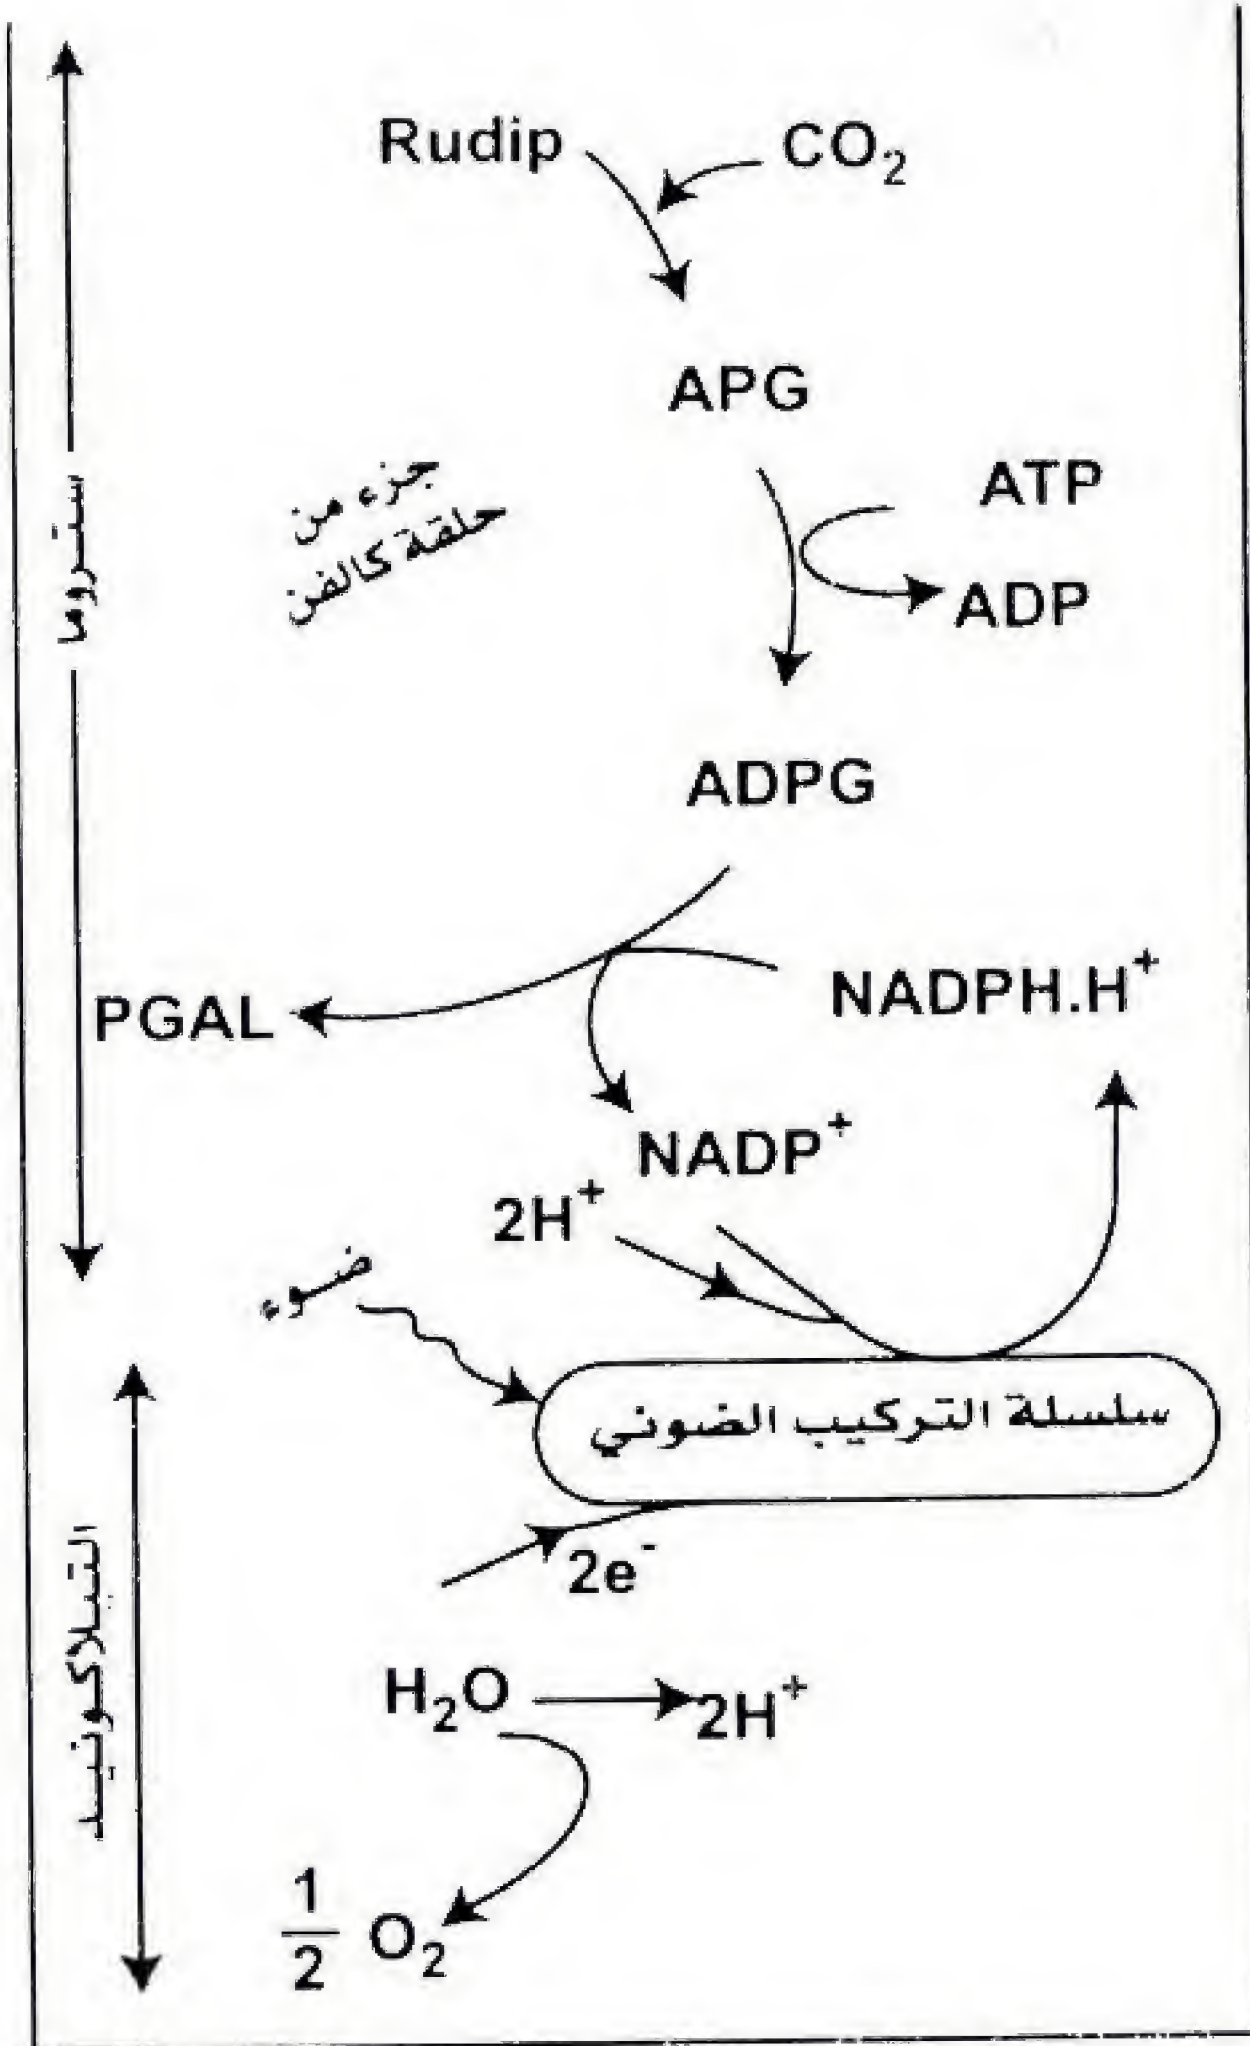 Rudip
CO₂
APG
ATP
ADP
جزء من
حلقة كالفن
ستروما
ADPG
NADPH.H⁺
PGAL
NADP⁺
2H⁺
ضوء
سلسلة التركيب الضوئي
2e⁻
التيلاكوئيد
H₂O
2H⁺
1/2 O₂